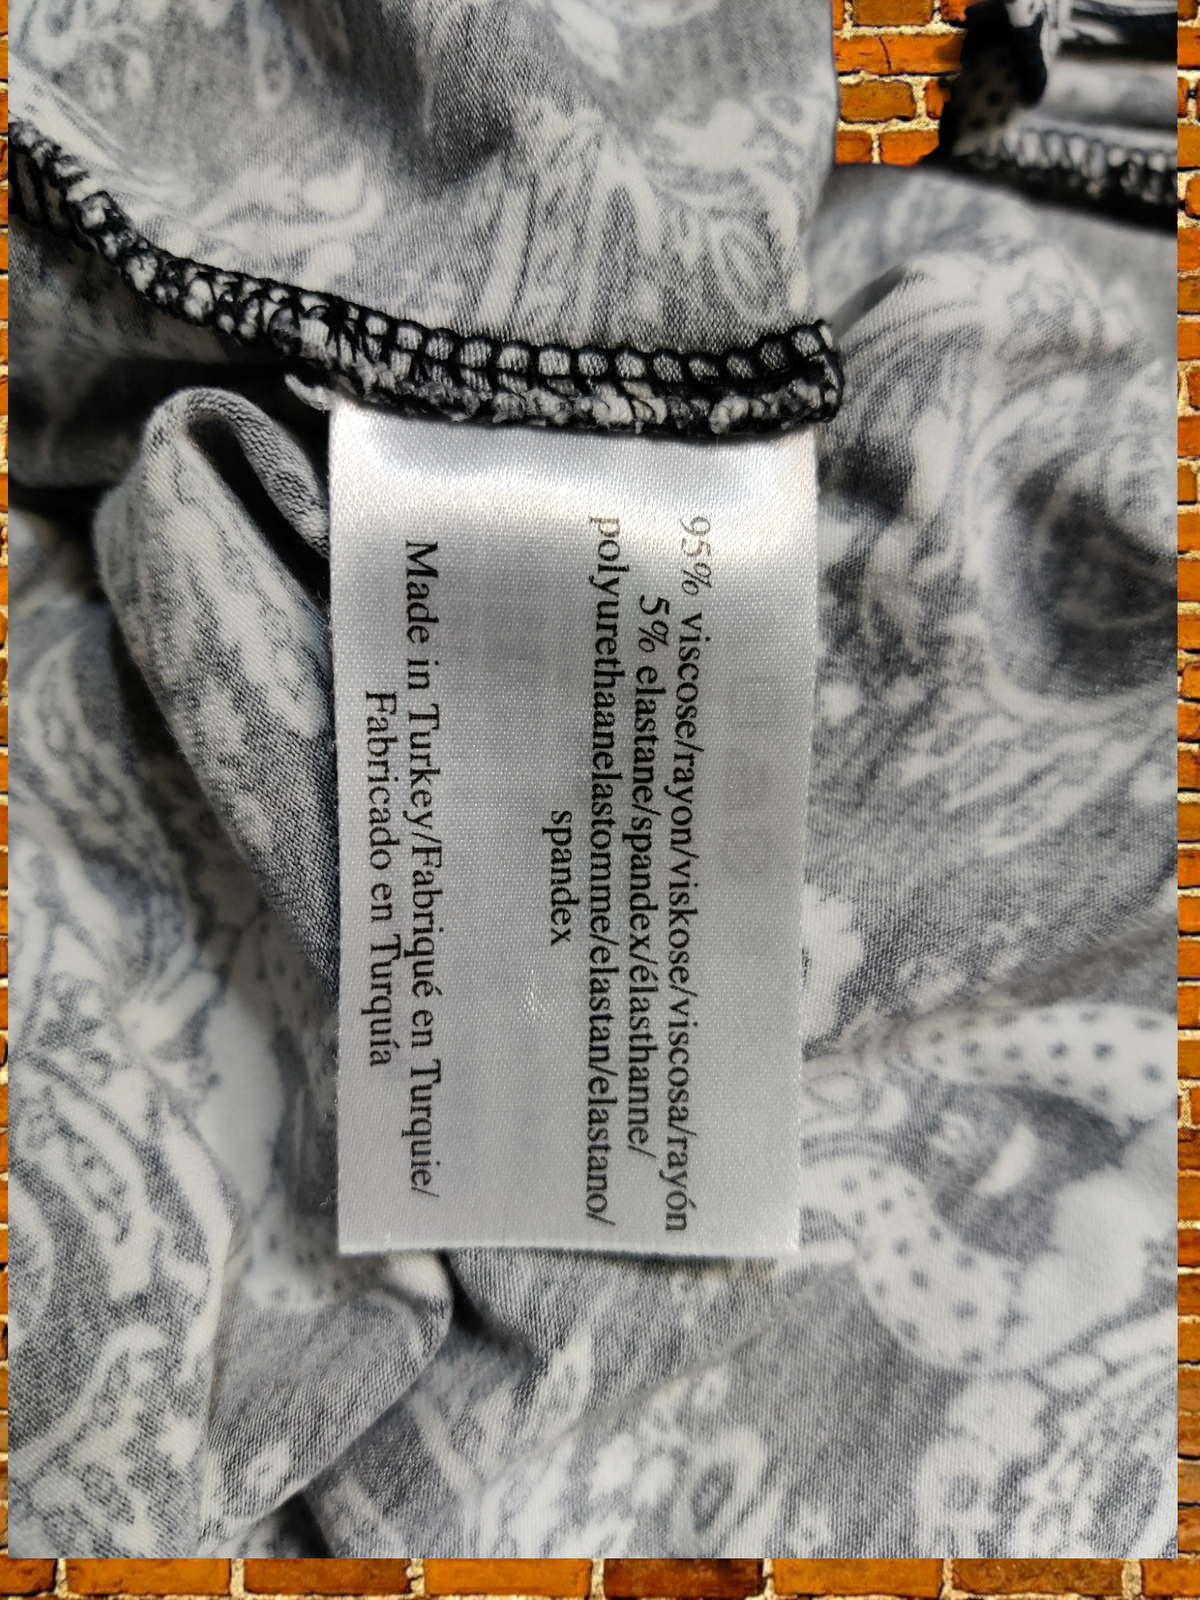 95% viscose/rayon/viskose/viscosa/rayón
5% elastane/spandex/élasthanne/
polyurethaanelastomme/elastan/elastano/
spandex
Made in Turkey/Fabriqué en Turquie/
Fabricado en Turquía